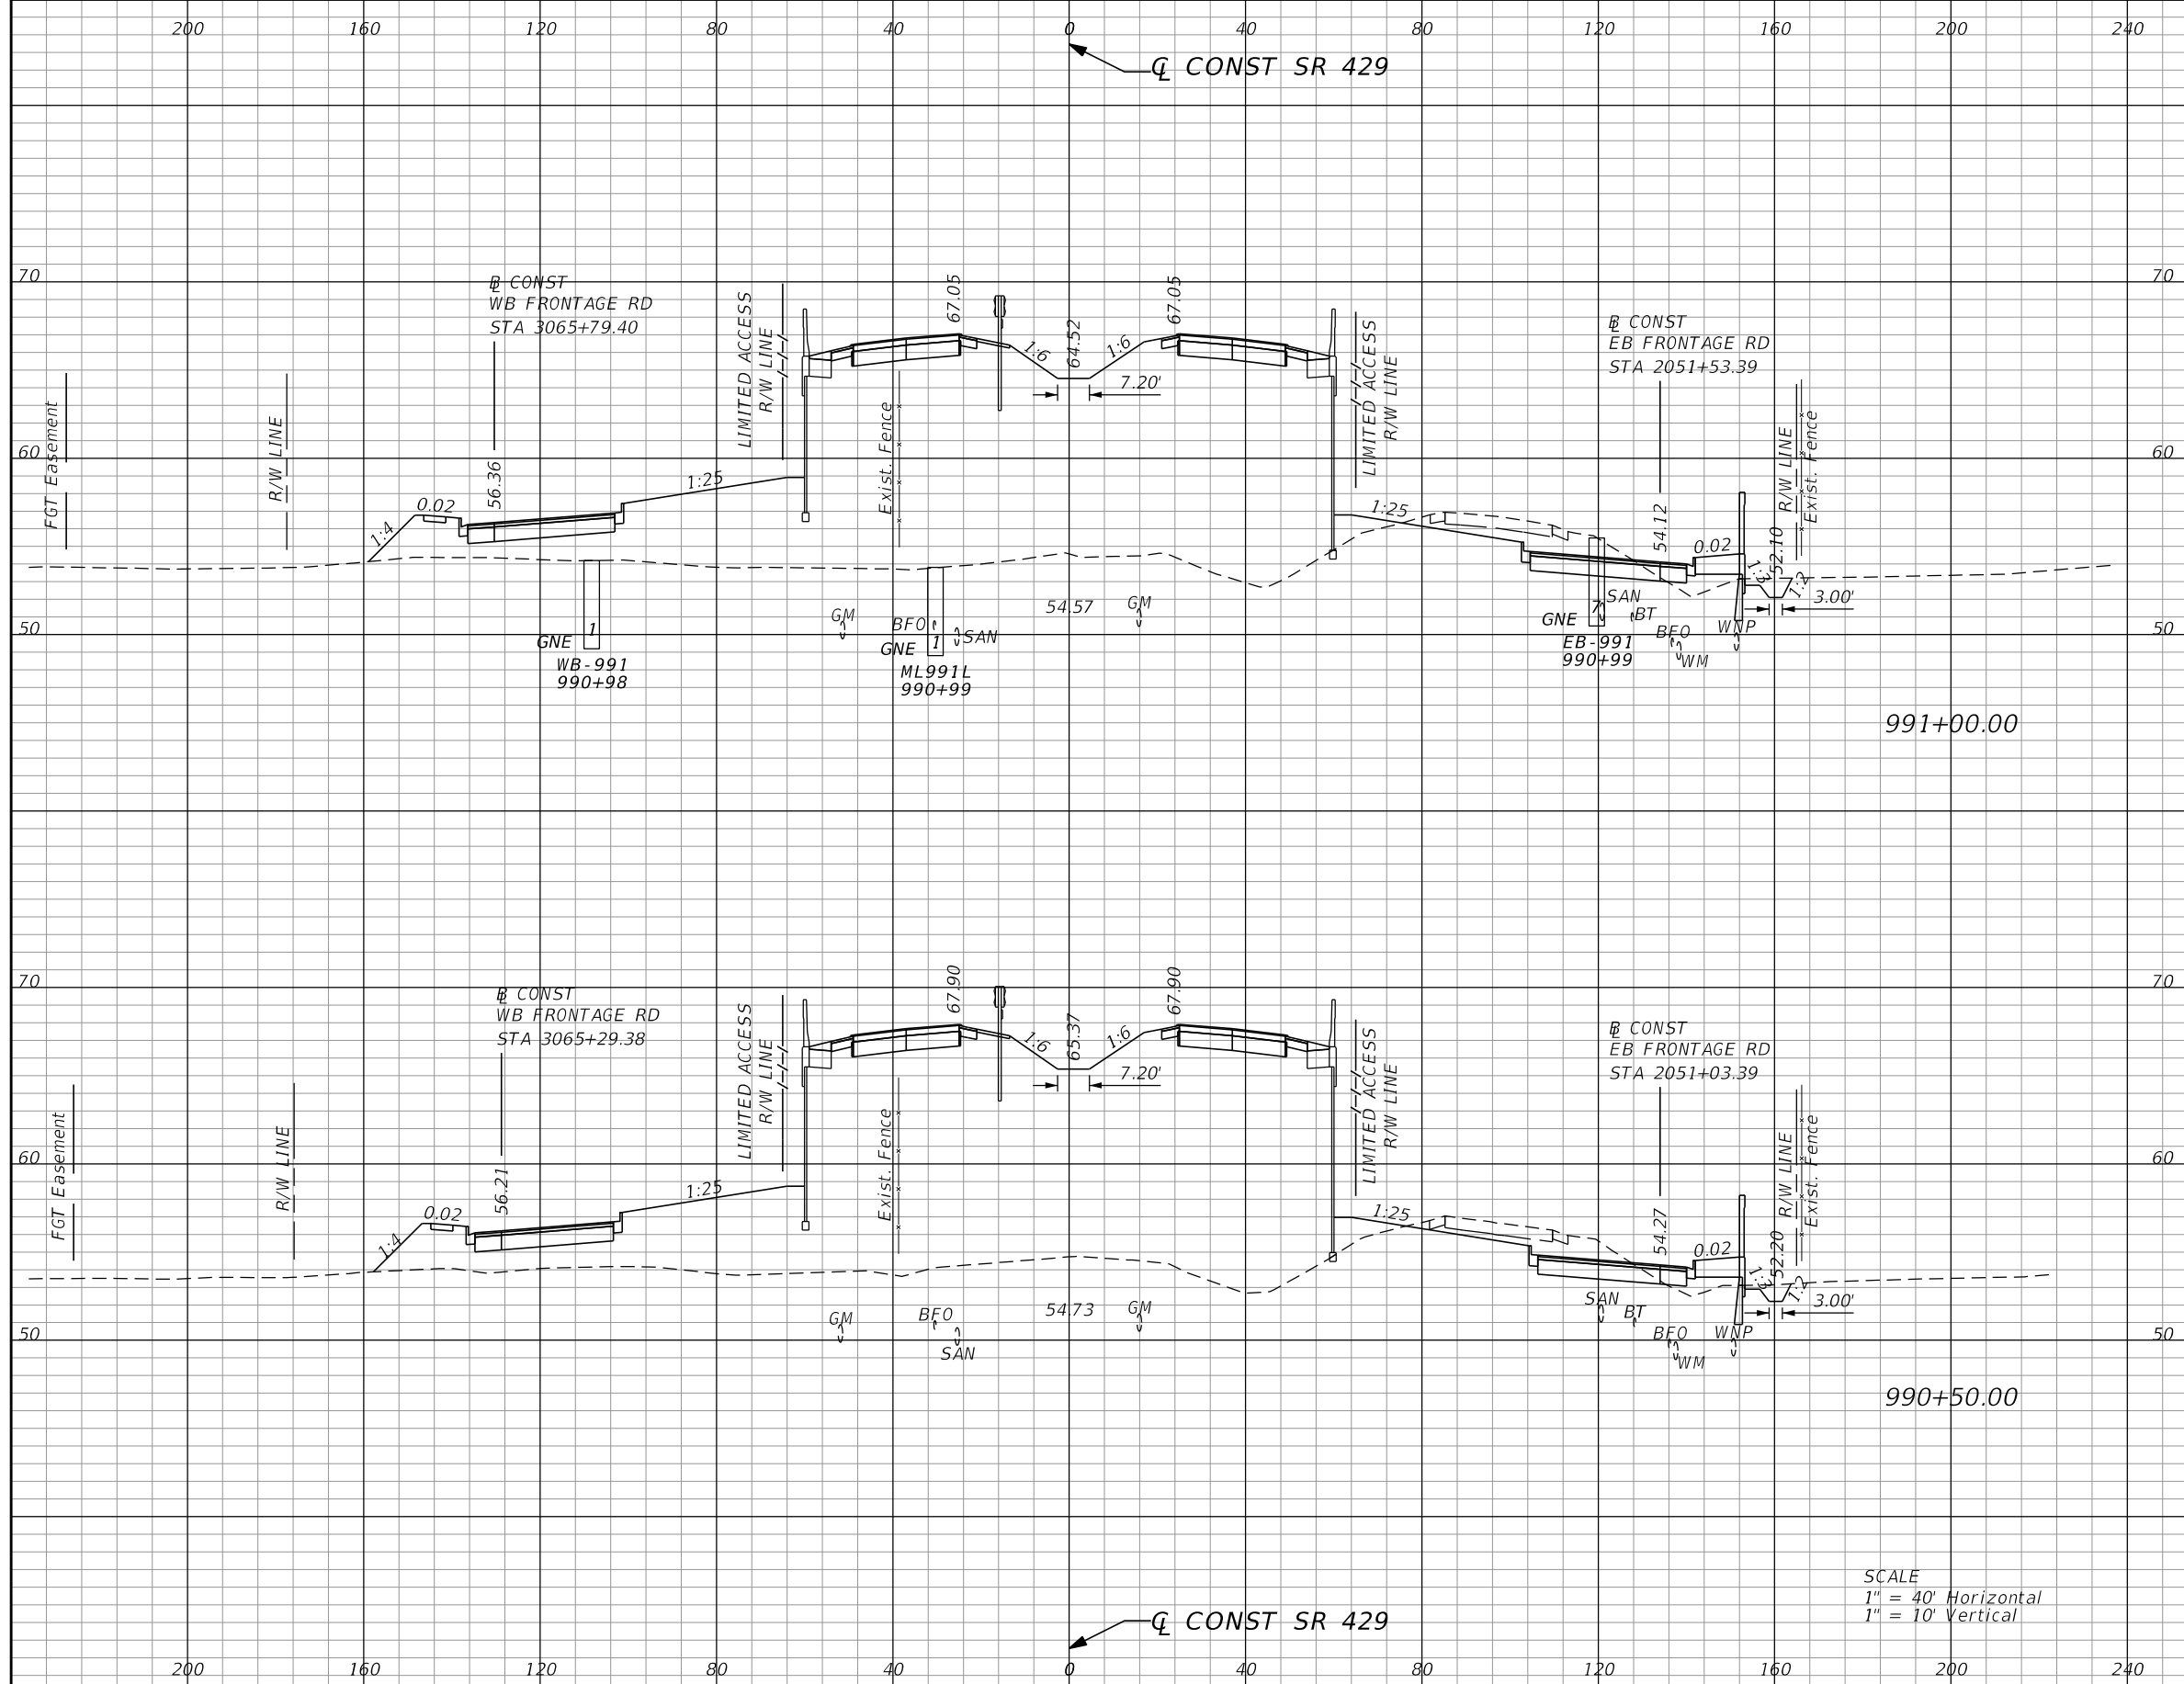 200 160 120 80 40 0 40 80 120 160 200 240
℄ CONST SR 429
70 70
℄ CONST
WB FRONTAGE RD
STA 3065+79.40
LIMITED ACCESS
R/W LINE
67.05
64.52
67.05
1:6
1:6
7.20'
LIMITED ACCESS
R/W LINE
B̲L CONST
EB FRONTAGE RD
STA 2051+53.39
60 60
FGT Easement
R/W LINE
0.02
1:4
56.36
1:25
Exist. Fence
1:25
54.12
0.02
52.10
1:3
1:2
3.00'
R/W LINE
Exist. Fence
50 50
GNE 1
WB-991
990+98
GM
BFO
SAN
GNE 1
ML991L
990+99
54.57
GM
GNE 7
EB-991
990+99
SAN
BT
BFO
WM
WNP
991+00.00
70 70
BL CONST
WB FRONTAGE RD
STA 3065+29.38
LIMITED ACCESS
R/W LINE
67.90
65.37
67.90
1:6
1:6
7.20'
LIMITED ACCESS
R/W LINE
BL CONST
EB FRONTAGE RD
STA 2051+03.39
60 60
FGT Easement
R/W LINE
0.02
1:4
56.21
1:25
Exist. Fence
1:25
54.27
0.02
52.20
1:3
1:2
3.00'
R/W LINE
Exist. Fence
50 50
GM
BFO
SAN
54.73
GM
SAN
BT
BFO
WM
WNP
990+50.00
SCALE
1" = 40' Horizontal
1" = 10' Vertical
℄ CONST SR 429
200 160 120 80 40 0 40 80 120 160 200 240